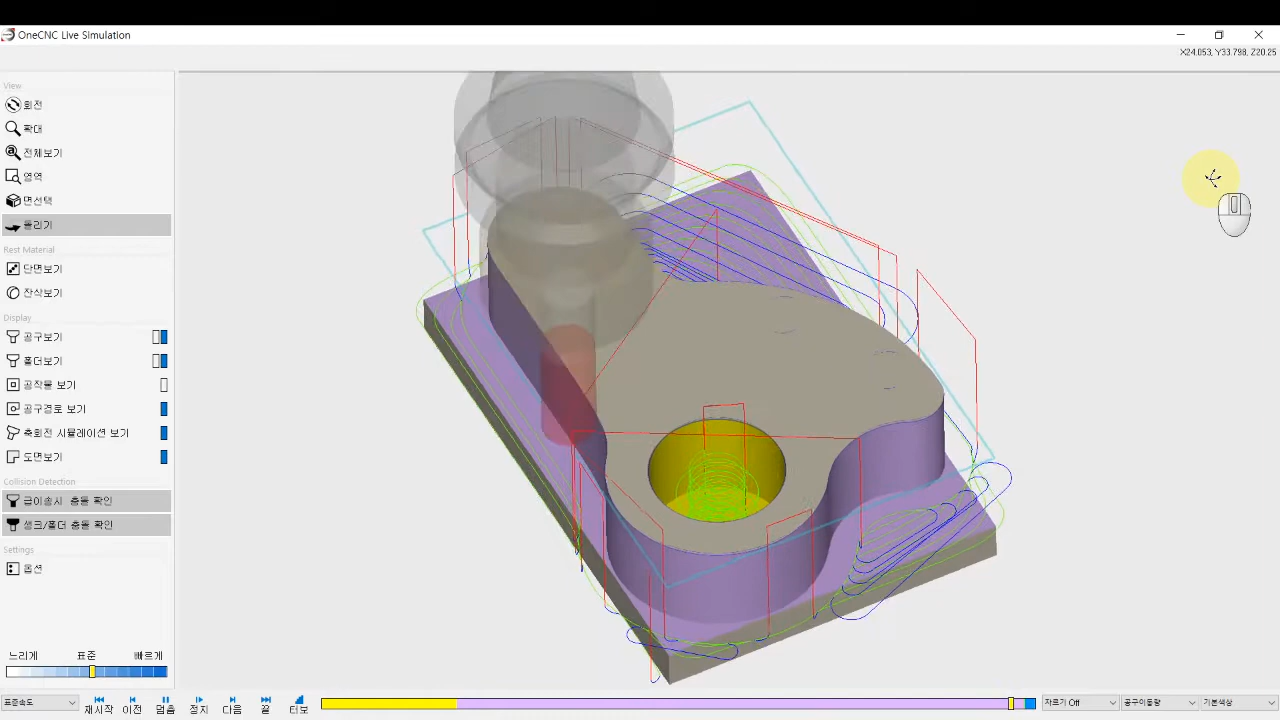 OneCNC Live Simulation
X24.053, Y33.798, Z20.25
View
회전
확대
전체보기
영역
면선택
돌리기
Rest Material
단면보기
잔삭보기
Display
공구보기
홀더보기
공작물 보기
공구경로 보기
축회전 시뮬레이션 보기
도면보기
Collision Detection
급이송시 충돌 확인
생크/홀더 충돌 확인
Settings
옵션
느리게 표준 빠르게
표준속도 재시작 이전 멈춤 정지 다음 끝 터보 자르기 Off 공구이동량 기본색상